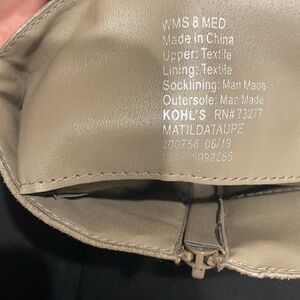 WMS 8 MED
Made in China
Upper: Textile
Lining: Textile
Socklining: Man Made
Outersole: Man Made
KOHL'S RN# 73277
MATILDATAUPE
200756 06/19